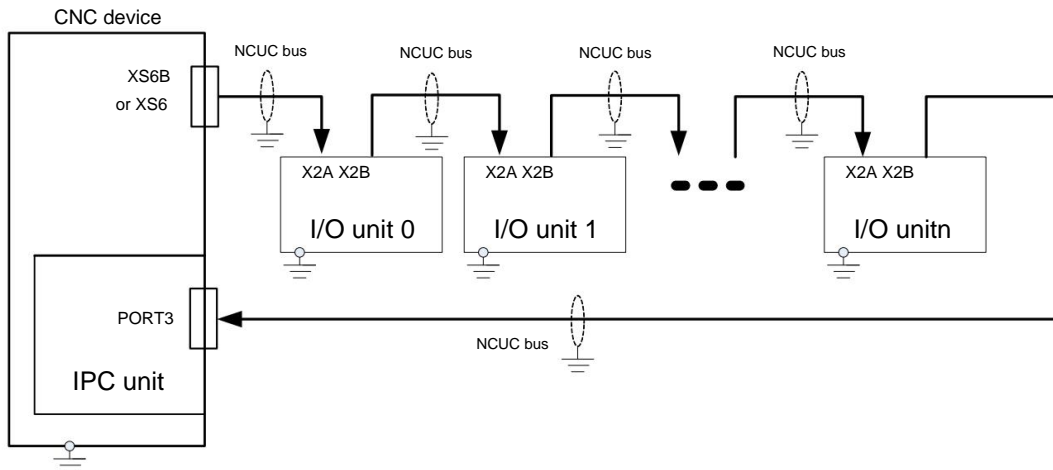 CNC device
XS6B
or XS6
NCUC bus
NCUC bus
NCUC bus
NCUC bus
X2A X2B
I/O unit 0
X2A X2B
I/O unit 1
X2A X2B
I/O unitn
PORT3
IPC unit
NCUC bus